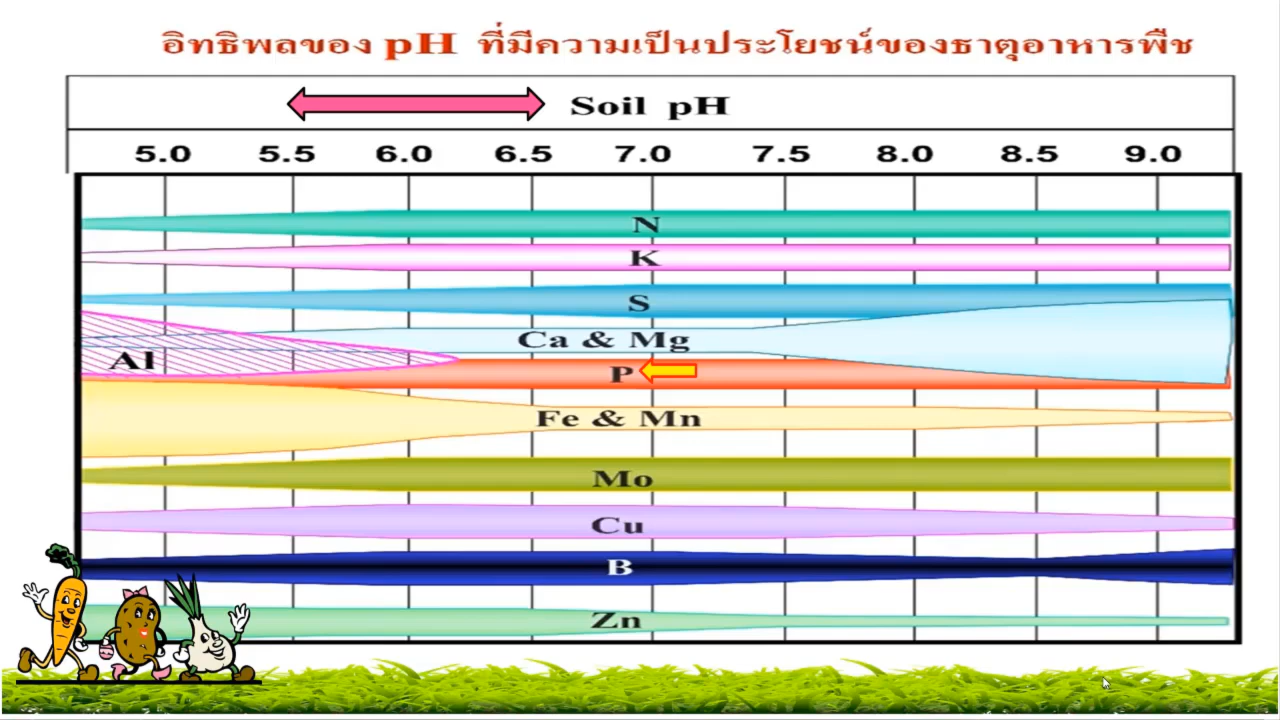 อิทธิพลของ pH ที่มีความเป็นประโยชน์ของธาตุอาหารพืช
Soil pH
5.0 5.5 6.0 6.5 7.0 7.5 8.0 8.5 9.0
N
K
S
Ca & Mg
Al
P
Fe & Mn
Mo
Cu
B
Zn